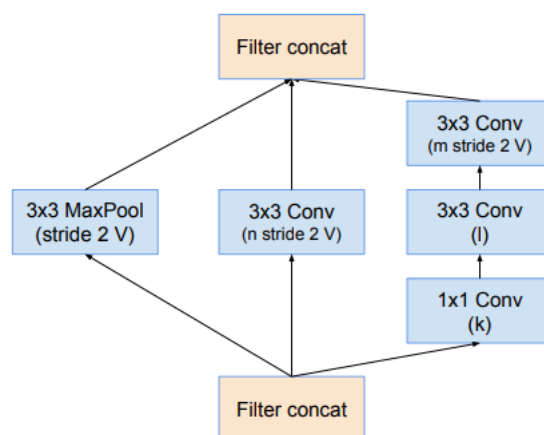 Filter concat
3x3 Conv
(m stride 2 V)
3x3 MaxPool
(stride 2 V)
3x3 Conv
(n stride 2 V)
3x3 Conv
(l)
1x1 Conv
(k)
Filter concat